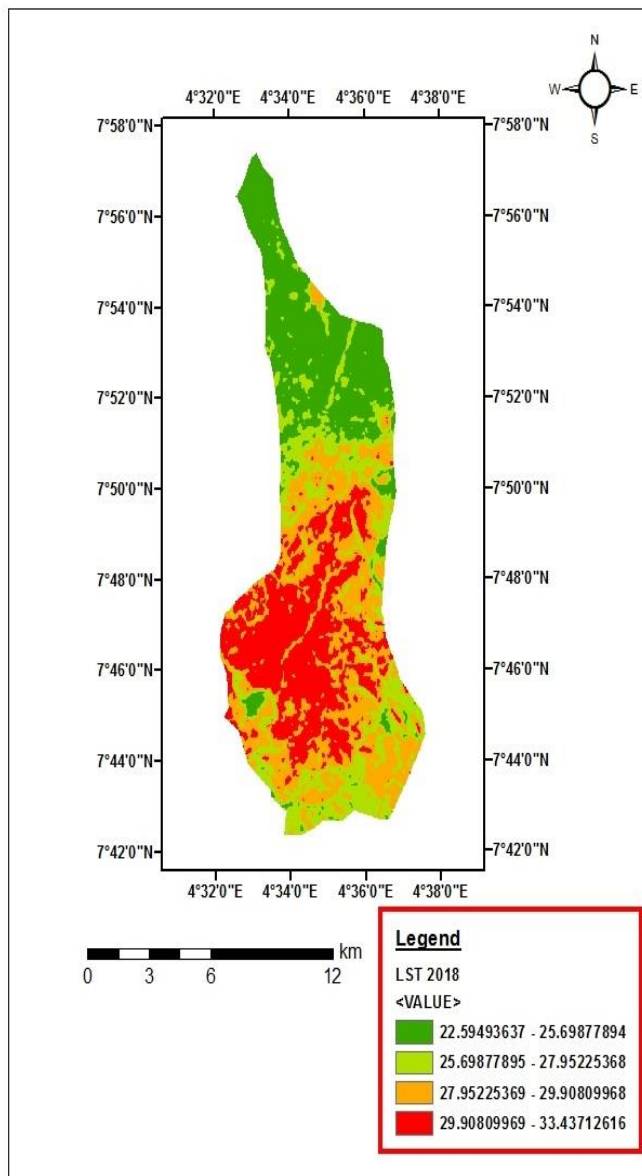 N
W E
S
4°32'0"E 4°34'0"E 4°36'0"E 4°38'0"E
7°58'0"N 7°58'0"N
7°56'0"N 7°56'0"N
7°54'0"N 7°54'0"N
7°52'0"N 7°52'0"N
7°50'0"N 7°50'0"N
7°48'0"N 7°48'0"N
7°46'0"N 7°46'0"N
7°44'0"N 7°44'0"N
7°42'0"N 7°42'0"N
4°32'0"E 4°34'0"E 4°36'0"E 4°38'0"E
km
0 3 6 12
Legend
LST 2018
<VALUE>
22.59493637 - 25.69877894
25.69877895 - 27.95225368
27.95225369 - 29.90809968
29.90809969 - 33.43712616